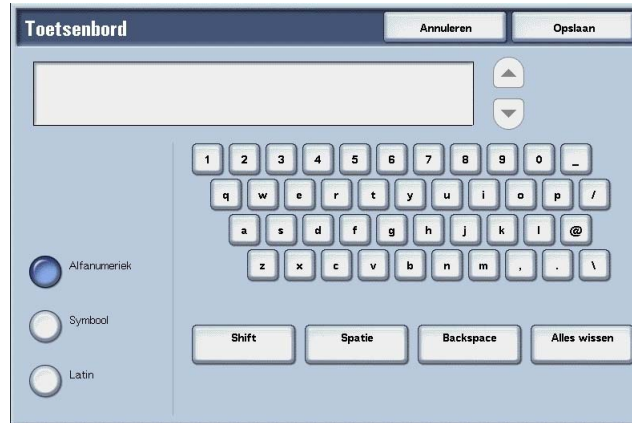 Toetsenbord Annuleren Opslaan
1 2 3 4 5 6 7 8 9 0 _
q w e r t y u i o p /
a s d f g h j k l @
z x c v b n m , . \
Alfanumeriek
Symbool
Latin
Shift Spatie Backspace Alles wissen